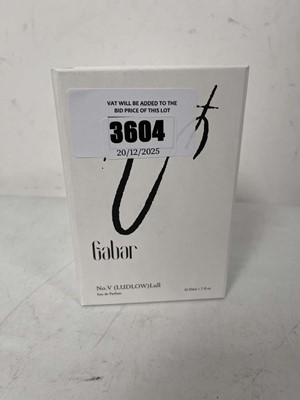 VAT WILL BE ADDED TO THE
BID PRICE OF THIS LOT
3604
20/12/2025
Gabar
No.V (LUDLOW)Lull
Eau de Parfum